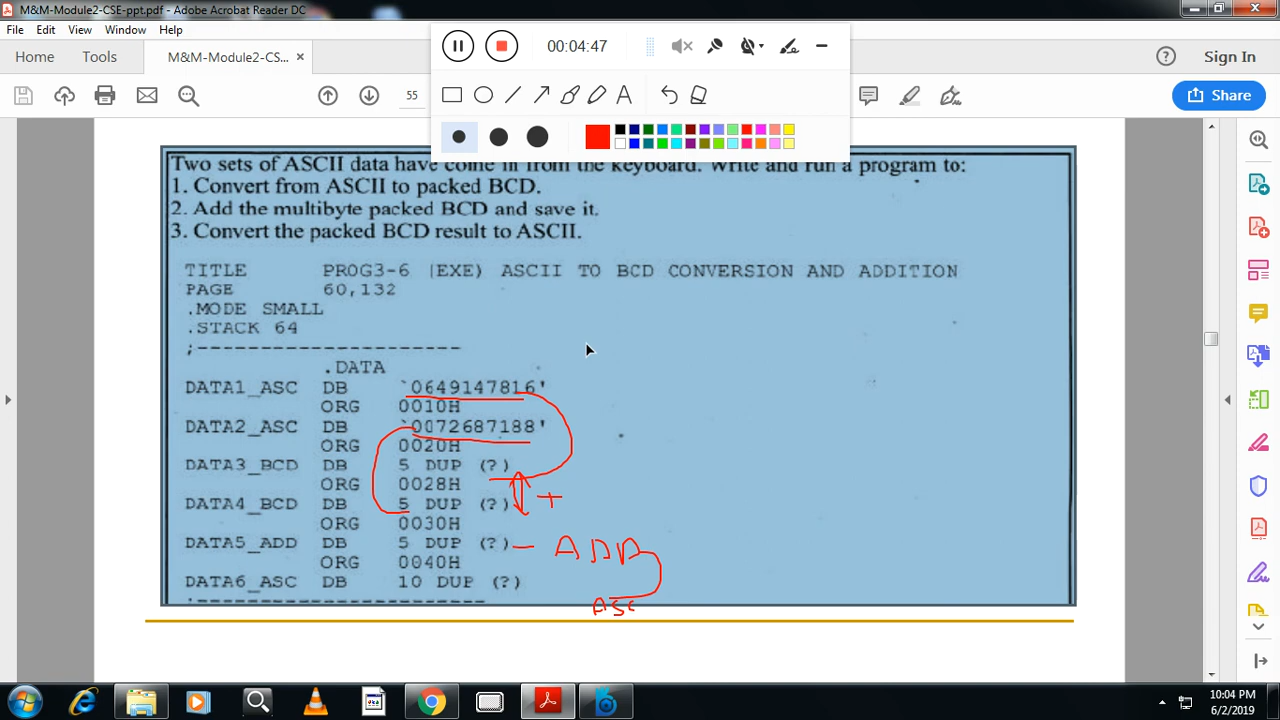 M&M-Module2-CSE-ppt.pdf - Adobe Acrobat Reader DC
File Edit View Window Help
00:04:47
Home Tools M&M-Module2-CS... × Sign In
55
Share
A
Two sets of ASCII data have come in from the keyboard. Write and run a program to:
1. Convert from ASCII to packed BCD.
2. Add the multibyte packed BCD and save it.
3. Convert the packed BCD result to ASCII.
TITLE PROG3-6 (EXE) ASCII TO BCD CONVERSION AND ADDITION
PAGE 60,132
.MODE SMALL
.STACK 64
;---------------------
.DATA
DATA1_ASC DB `0649147816'
ORG 0010H
DATA2_ASC DB `0072687188'
ORG 0020H
DATA3_BCD DB 5 DUP (?)
ORG 0028H
DATA4_BCD DB 5 DUP (?) +
ORG 0030H
DATA5_ADD DB 5 DUP (?) - ADD
ORG 0040H
DATA6_ASC DB 10 DUP (?)
;-----------------------
ASC
10:04 PM
6/2/2019